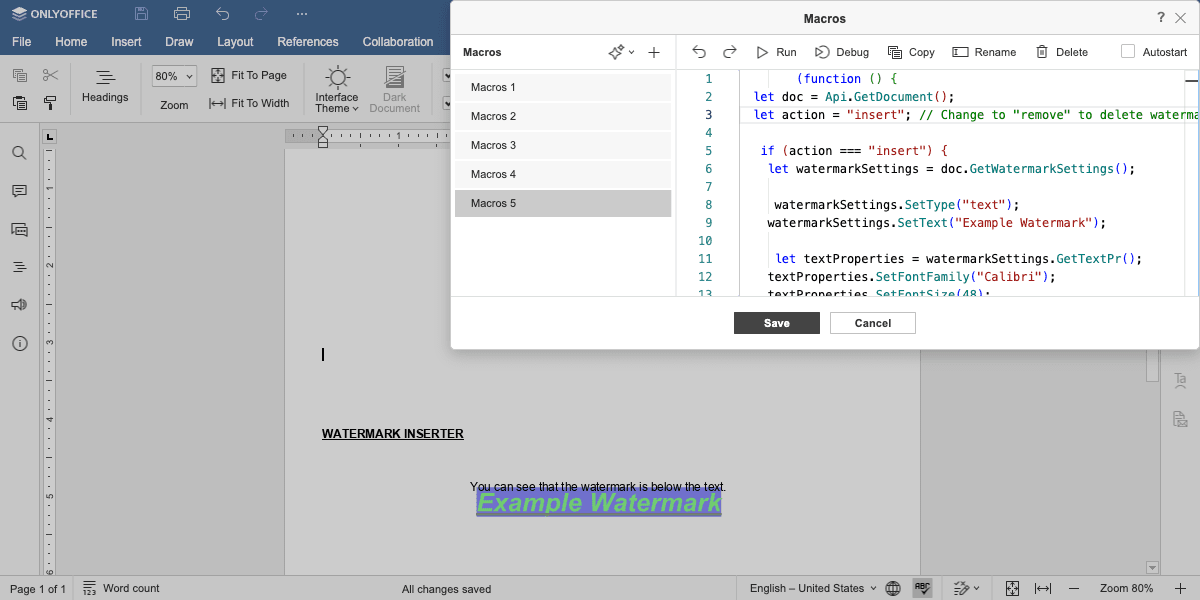 ONLYOFFICE
File Home Insert Draw Layout References Collaboration
80%
Zoom
Headings
Fit To Page
Fit To Width
Interface
Theme
Dark
Document
Macros
?
Macros
Run Debug Copy Rename Delete Autostart
Macros 1
Macros 2
Macros 3
Macros 4
Macros 5
1 (function () {
2 let doc = Api.GetDocument();
3 let action = "insert"; // Change to "remove" to delete waterma
4
5 if (action === "insert") {
6 let watermarkSettings = doc.GetWatermarkSettings();
7
8 watermarkSettings.SetType("text");
9 watermarkSettings.SetText("Example Watermark");
10
11 let textProperties = watermarkSettings.GetTextPr();
12 textProperties.SetFontFamily("Calibri");
13 textProperties.SetFontSize(48);
Save Cancel
WATERMARK INSERTER
You can see that the watermark is below the text.
Example Watermark
Page 1 of 1 Word count All changes saved English – United States ABC Zoom 80%